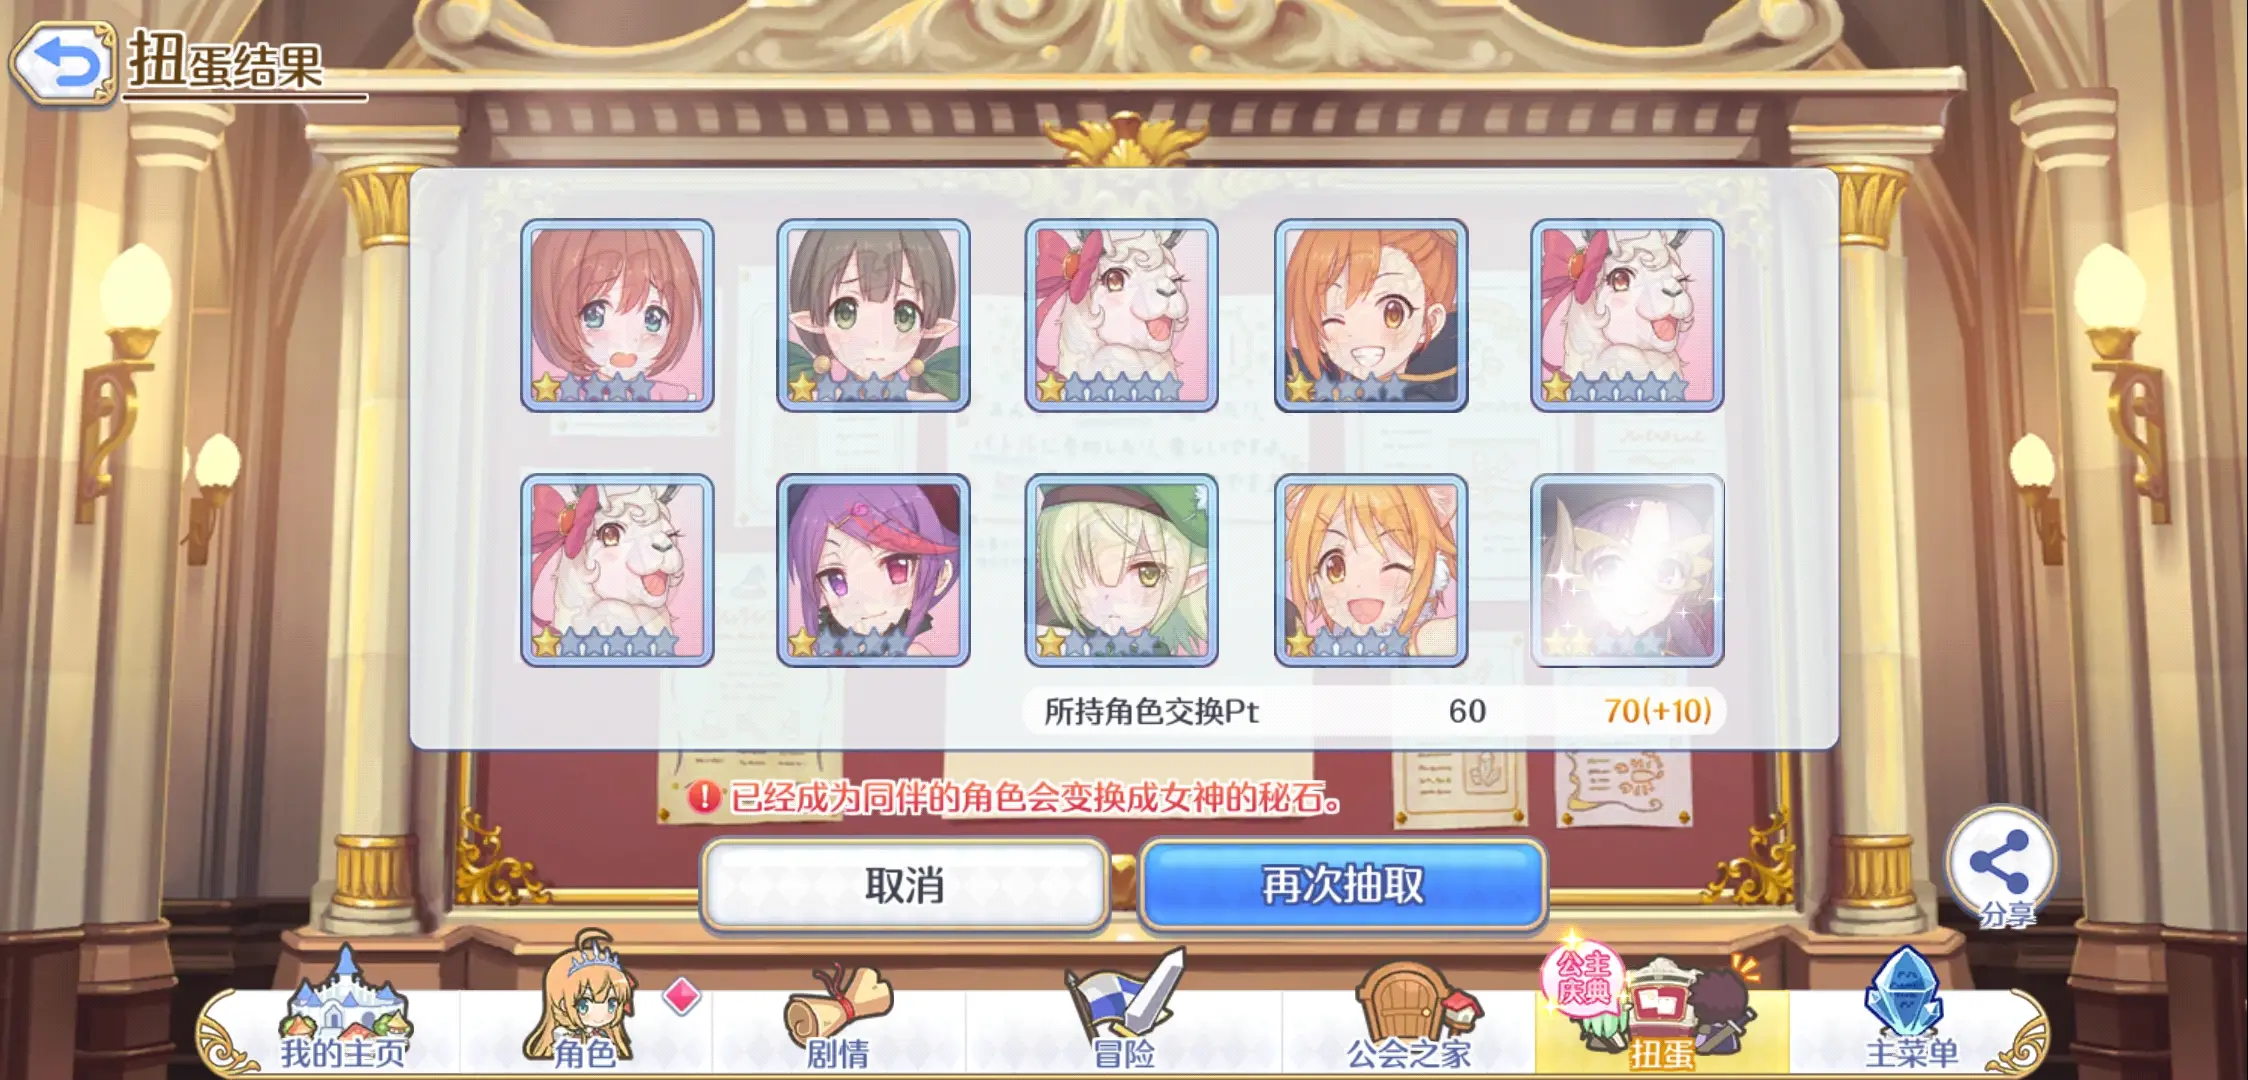 扭蛋结果
所持角色交换Pt 60 70(+10)
已经成为同伴的角色会变换成女神的秘石。
取消
再次抽取
分享
公主
庆典
我的主页
角色
剧情
冒险
公会之家
扭蛋
主菜单